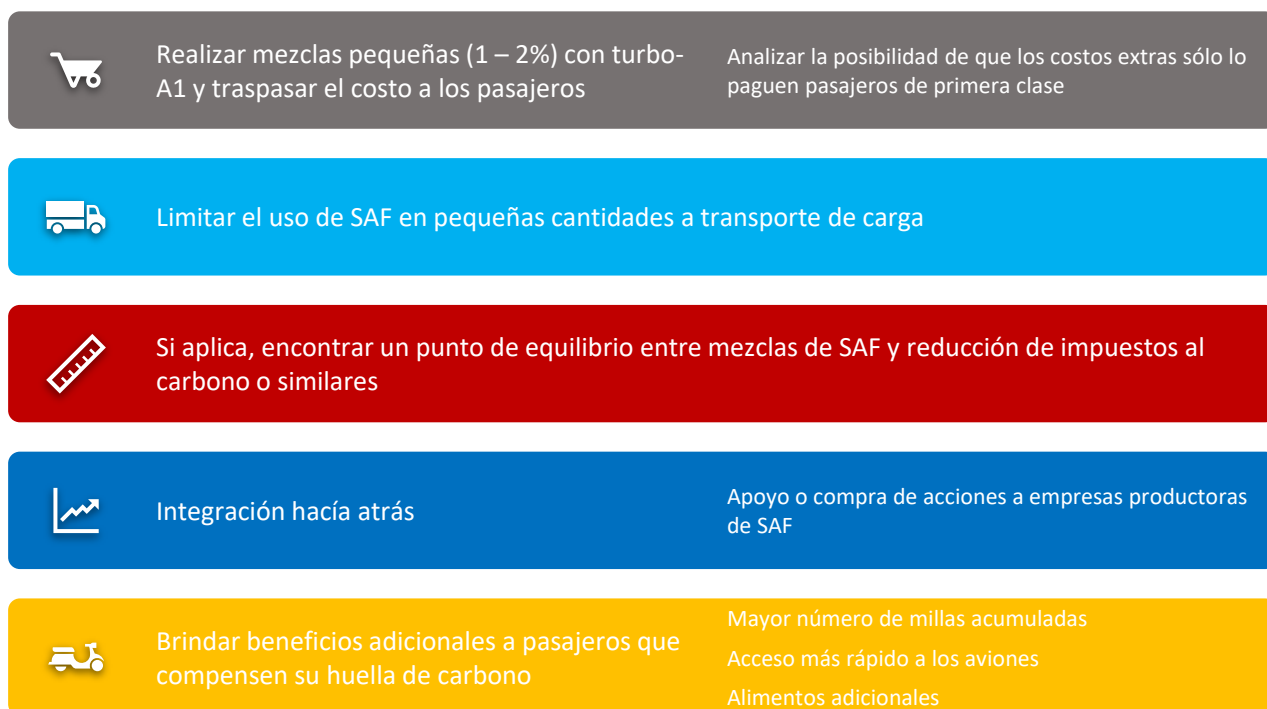 Realizar mezclas pequeñas (1 – 2%) con turbo-
A1 y traspasar el costo a los pasajeros
Analizar la posibilidad de que los costos extras sólo lo
paguen pasajeros de primera clase
Limitar el uso de SAF en pequeñas cantidades a transporte de carga
Si aplica, encontrar un punto de equilibrio entre mezclas de SAF y reducción de impuestos al
carbono o similares
Integración hacía atrás
Apoyo o compra de acciones a empresas productoras
de SAF
Brindar beneficios adicionales a pasajeros que
compensen su huella de carbono
Mayor número de millas acumuladas
Acceso más rápido a los aviones
Alimentos adicionales